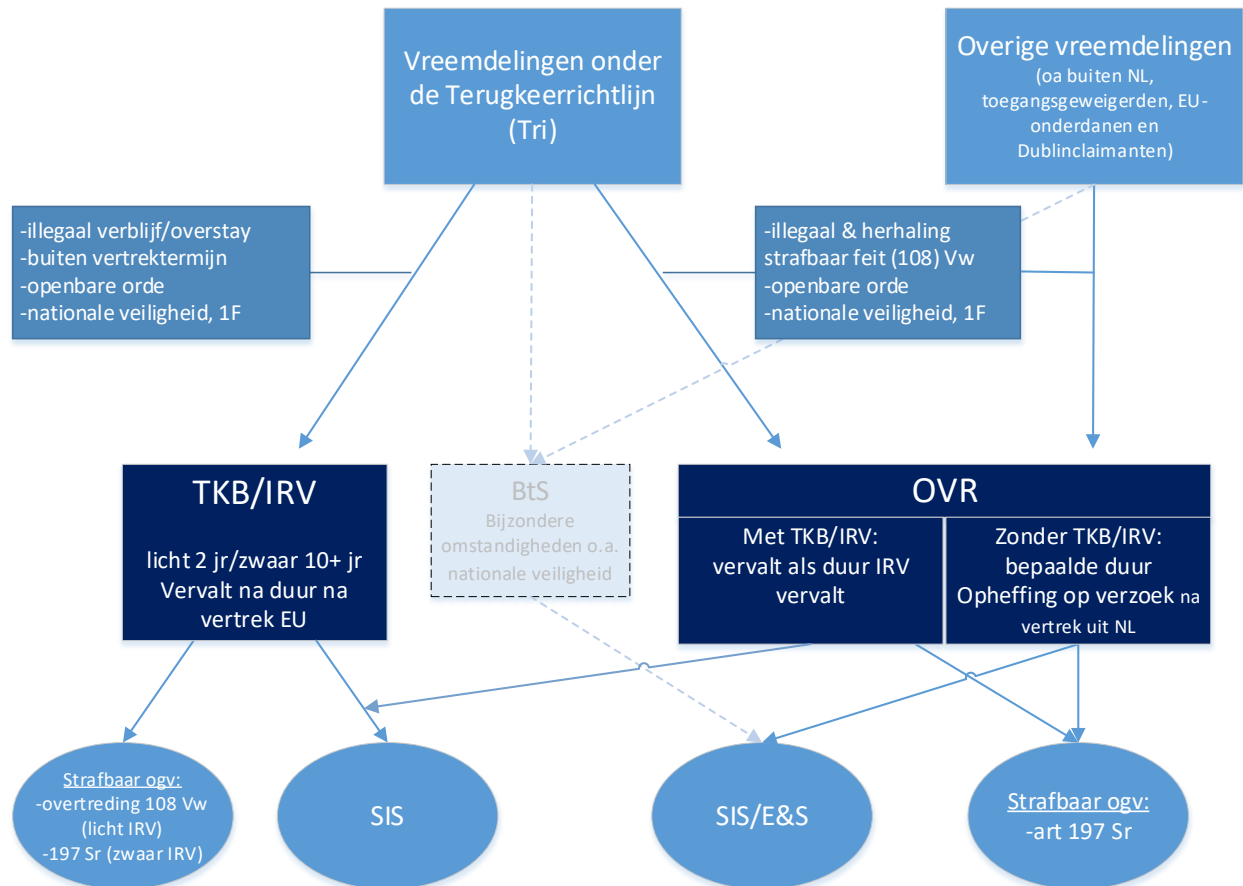 Vreemdelingen onder
de Terugkeerrichtlijn
(Tri)
Overige vreemdelingen
(oa buiten NL,
toegangsgeweigerden, EU-
onderdanen en
Dublinclaimanten)
-illegaal verblijf/overstay
-buiten vertrektermijn
-openbare orde
-nationale veiligheid, 1F
-illegaal & herhaling
strafbaar feit (108) Vw
-openbare orde
-nationale veiligheid, 1F
TKB/IRV
licht 2 jr/zwaar 10+ jr
Vervalt na duur na
vertrek EU
BtS
Bijzondere
omstandigheden o.a.
nationale veiligheid
OVR
Met TKB/IRV:
vervalt als duur IRV
vervalt
Zonder TKB/IRV:
bepaalde duur
Opheffing op verzoek na
vertrek uit NL
Strafbaar ogv:
-overtreding 108 Vw
(licht IRV)
-197 Sr (zwaar IRV)
SIS
SIS/E&S
Strafbaar ogv:
-art 197 Sr